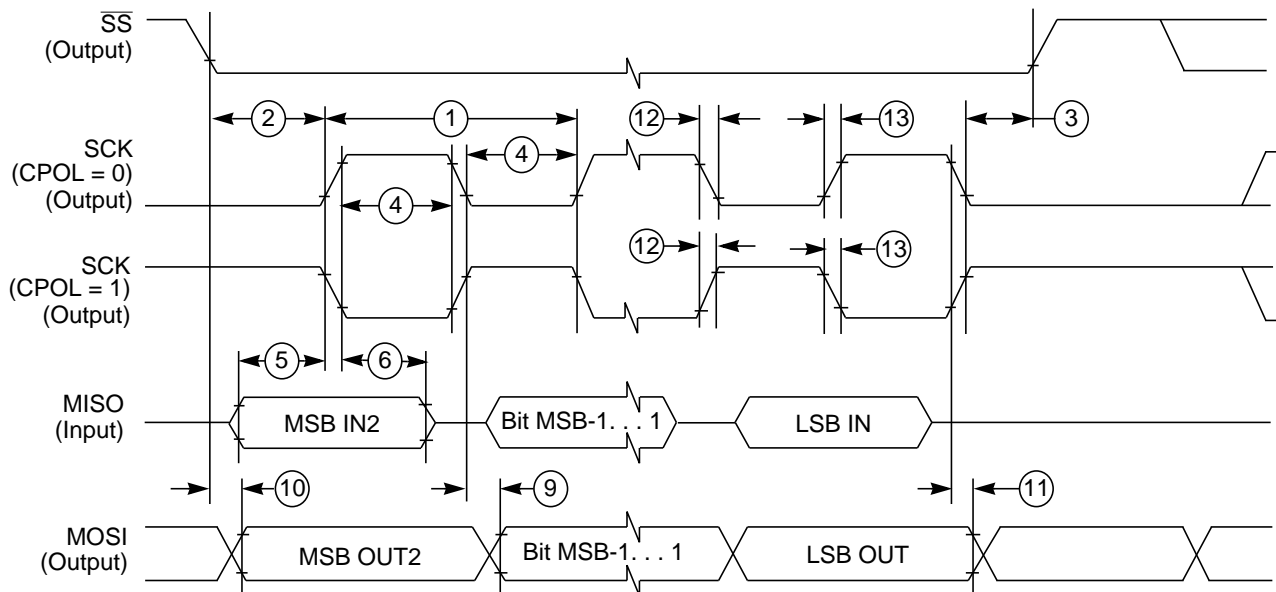 SS
(Output)
2
1
12
13
3
SCK
(CPOL = 0)
(Output)
4
4
12
13
SCK
(CPOL = 1)
(Output)
5
6
MISO
(Input)
MSB IN2
Bit MSB-1. . . 1
LSB IN
10
9
11
MOSI
(Output)
MSB OUT2
Bit MSB-1. . . 1
LSB OUT